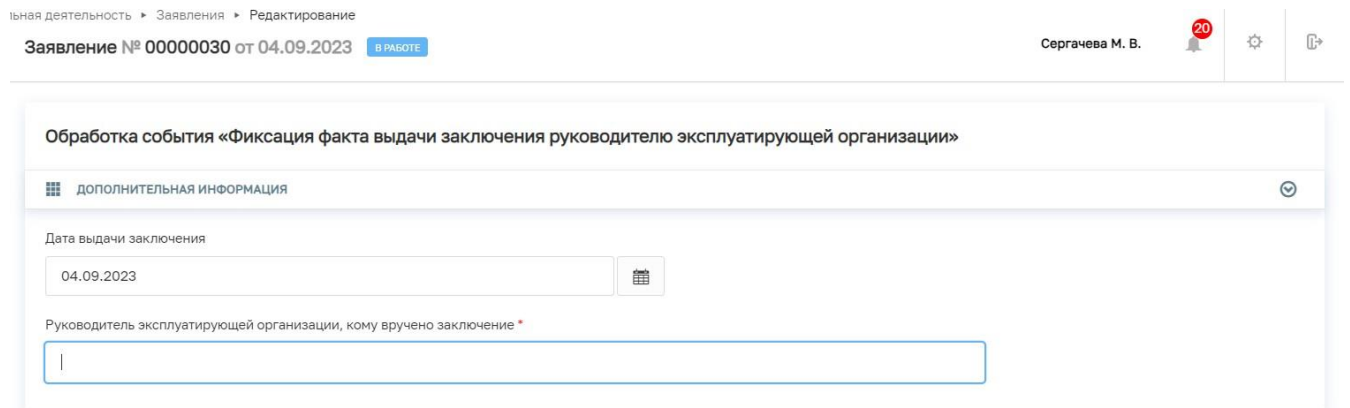 деятельность ▸ Заявления ▸ Редактирование
Заявление № 00000030 от 04.09.2023 В РАБОТЕ
Сергачева М. В.
20
Обработка события «Фиксация факта выдачи заключения руководителю эксплуатирующей организации»
ДОПОЛНИТЕЛЬНАЯ ИНФОРМАЦИЯ
Дата выдачи заключения
04.09.2023
Руководитель эксплуатирующей организации, кому вручено заключение *